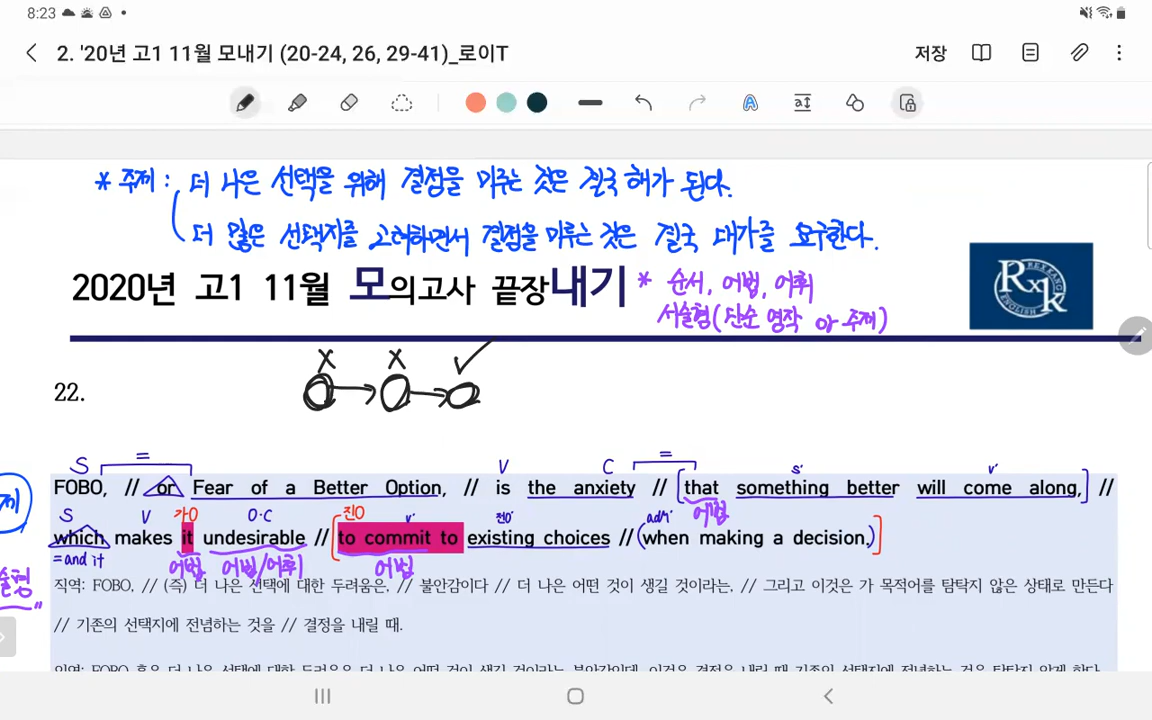 8:23
2. '20년 고1 11월 모내기 (20-24, 26, 29-41)_로이T
저장
* 주제 : 더 나은 선택을 위해 결정을 미루는 것은 결국 해가 된다.
더 많은 선택지를 고려하면서 결정을 미루는 것은 결국 대가를 요구한다.
2020년 고1 11월 모의고사 끝장내기
* 순서, 어법, 어휘
서술형(단순 영작 or 주제)
RxK
22.
X X
S = V C = s' v'
FOBO, // or Fear of a Better Option, // is the anxiety // [that something better will come along,] //
제
S V 가O O·C 진O v' 어법
which makes it undesirable // [to commit to existing choices // (when making a decision.)]
=and it 어법 어법/어휘 어법
술형"
직역: FOBO, // (즉) 더 나은 선택에 대한 두려움은, // 불안감이다 // 더 나은 어떤 것이 생길 것이라는, // 그리고 이것은 가 목적어를 탐탁지 않은 상태로 만든다
// 기존의 선택지에 전념하는 것을 // 결정을 내릴 때.